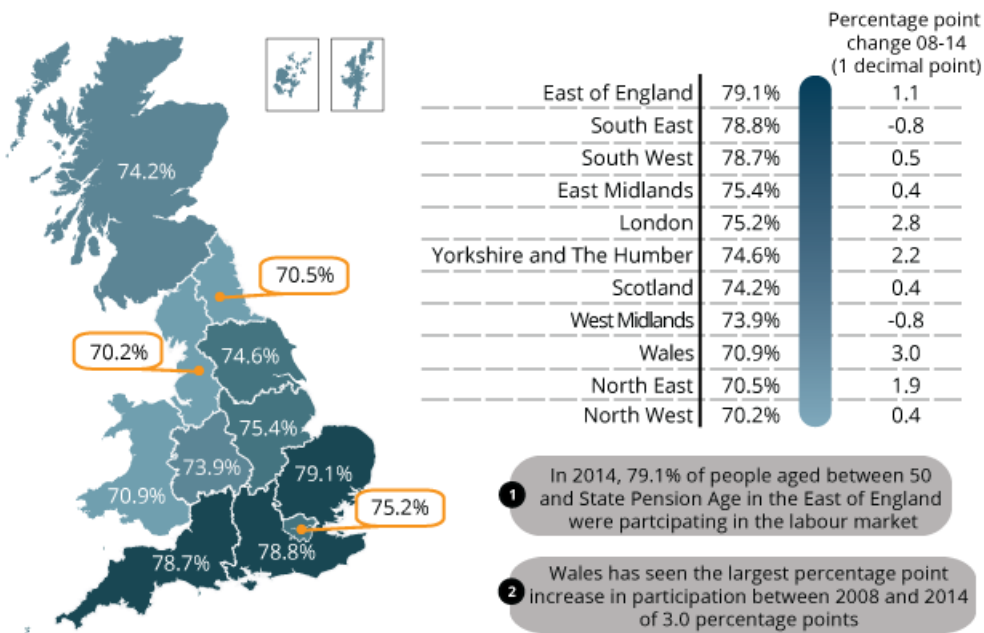 Percentage point
change 08-14
(1 decimal point)
East of England 79.1% 1.1
South East 78.8% -0.8
South West 78.7% 0.5
East Midlands 75.4% 0.4
London 75.2% 2.8
Yorkshire and The Humber 74.6% 2.2
Scotland 74.2% 0.4
West Midlands 73.9% -0.8
Wales 70.9% 3.0
North East 70.5% 1.9
North West 70.2% 0.4
74.2%
70.5%
70.2%
74.6%
75.4%
73.9%
79.1%
70.9%
75.2%
78.8%
78.7%
1
In 2014, 79.1% of people aged between 50
and State Pension Age in the East of England
were partcipating in the labour market
2
Wales has seen the largest percentage point
increase in participation between 2008 and 2014
of 3.0 percentage points